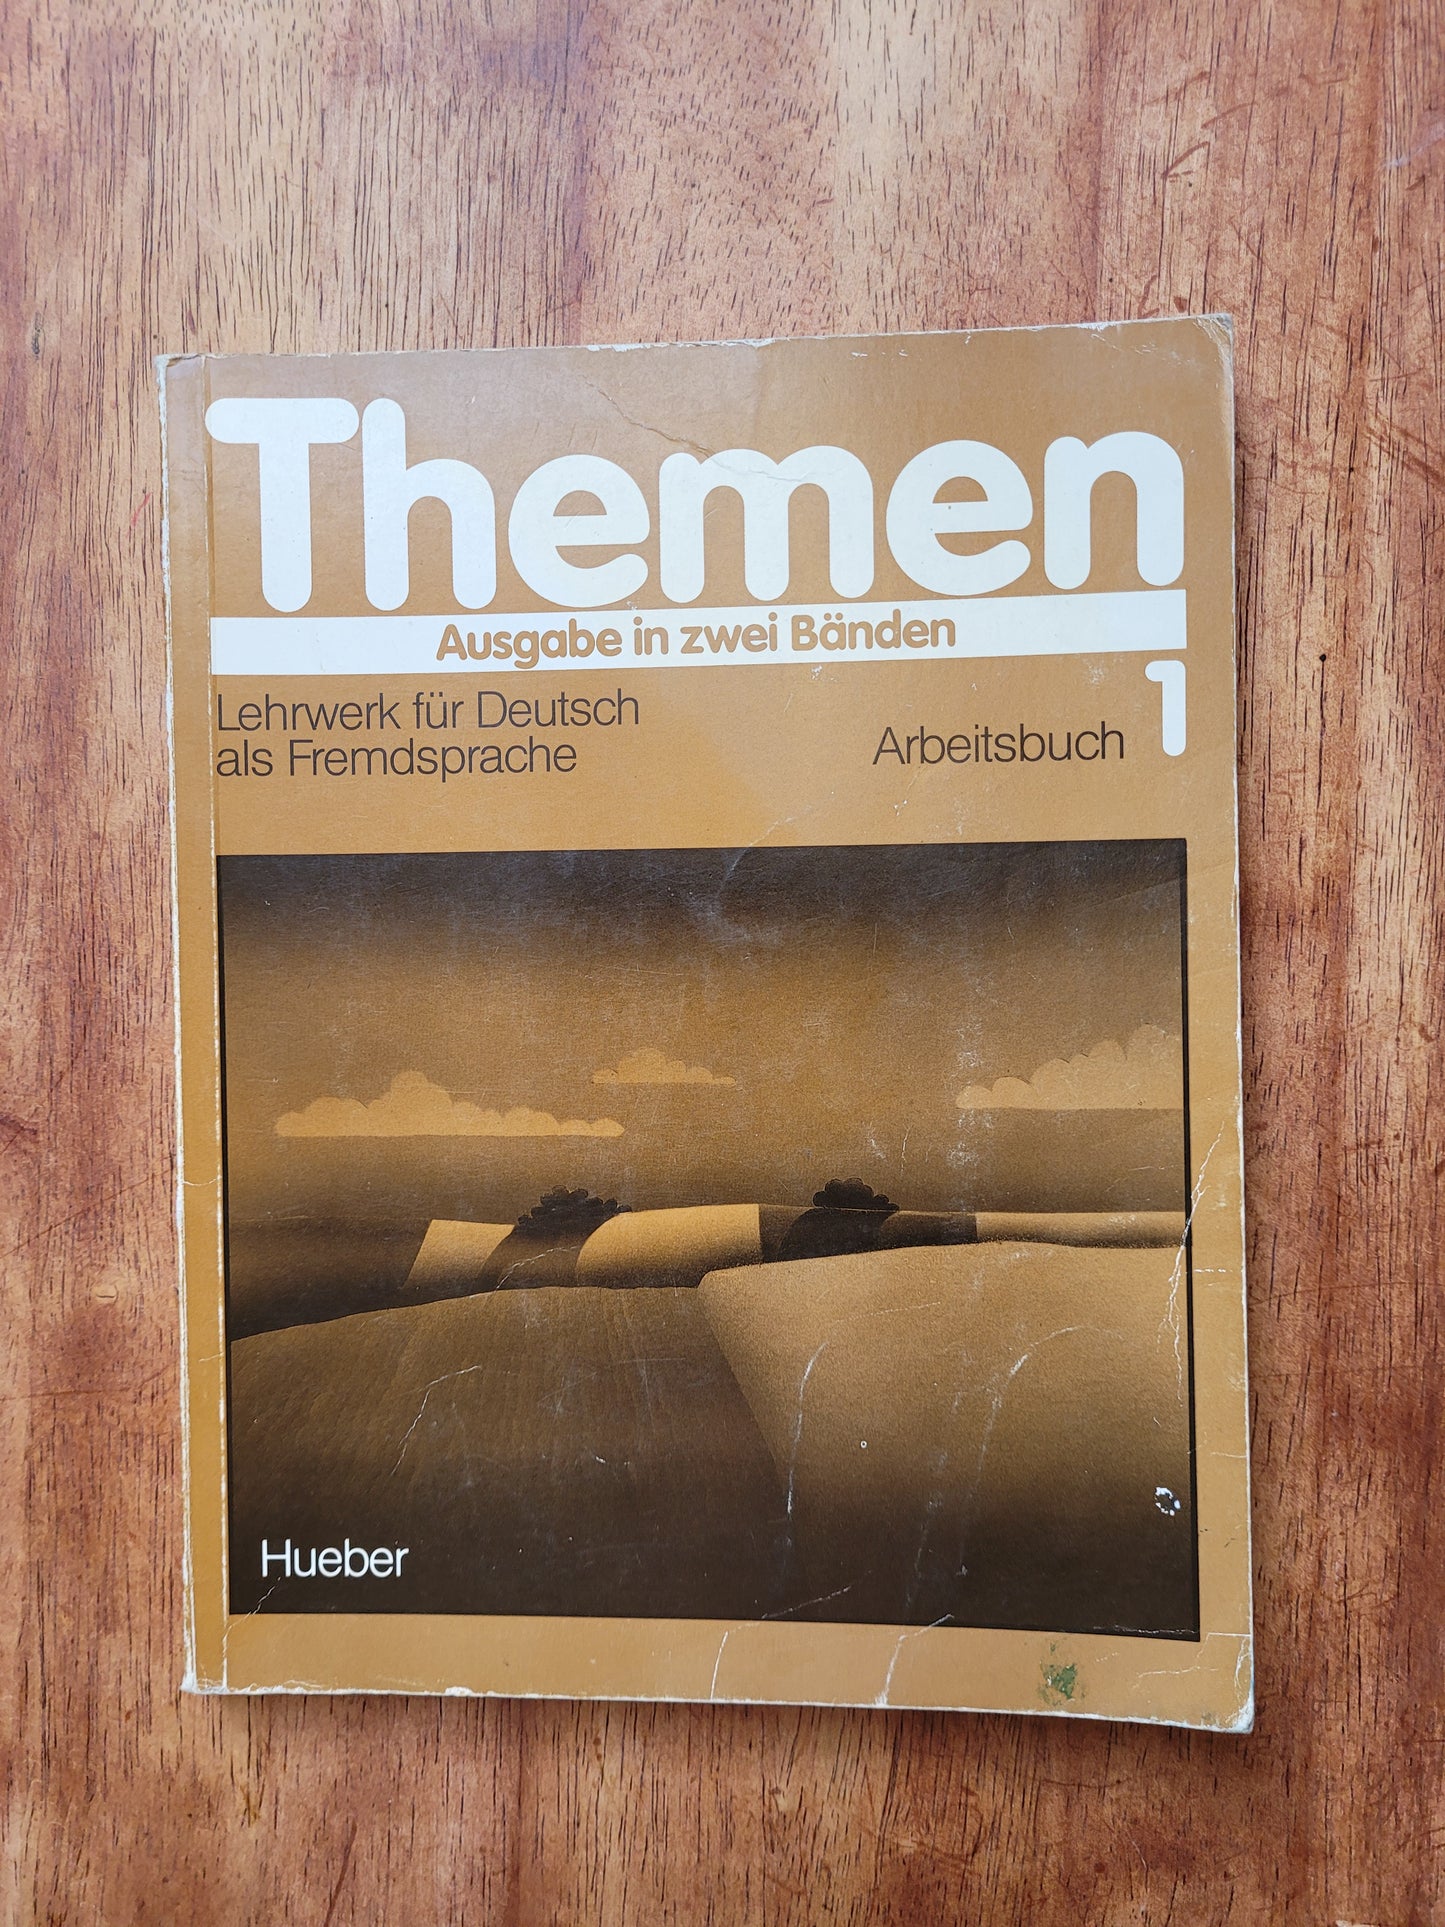 Themen
Ausgabe in zwei Bänden
1
Lehrwerk für Deutsch
als Fremdsprache
Arbeitsbuch
Hueber